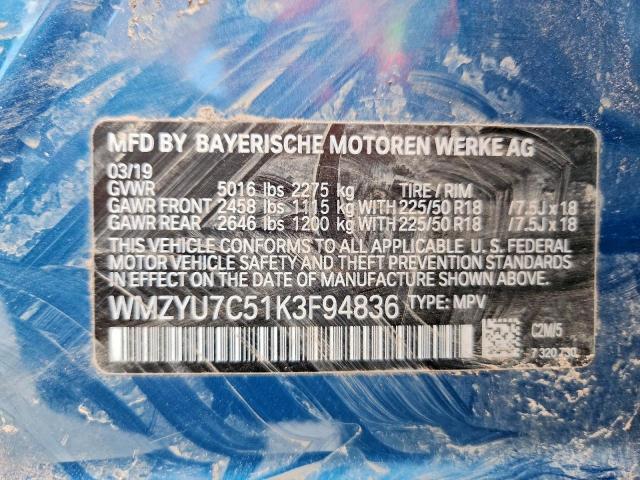 MFD BY BAYERISCHE MOTOREN WERKE AG
03/19
GVWR 5016 lbs 2275 kg TIRE / RIM
GAWR FRONT 2458 lbs 1115 kg WITH 225/50 R18 /7.5J x 18
GAWR REAR 2646 lbs 1200 kg WITH 225/50 R18 /7.5J x 18
THIS VEHICLE CONFORMS TO ALL APPLICABLE U.S. FEDERAL
MOTOR VEHICLE SAFETY AND THEFT PREVENTION STANDARDS
IN EFFECT ON THE DATE OF MANUFACTURE SHOWN ABOVE.
WMZYU7C51K3F94836 TYPE: MPV
C2M/5
7 320 730